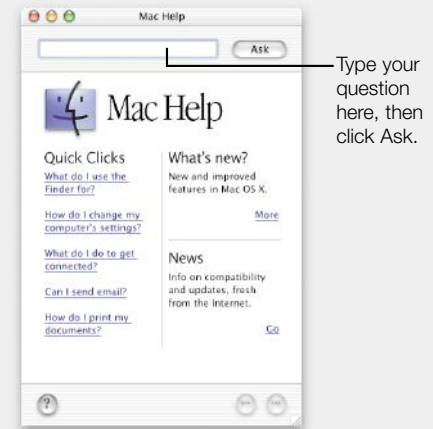 Mac Help
Ask
Type your
question
here, then
click Ask.
Mac Help
Quick Clicks
What do I use the
Finder for?
How do I change my
computer's settings?
What do I do to get
connected?
Can I send email?
How do I print my
documents?
What's new?
New and improved
features in Mac OS X.
More
News
Info on compatibility
and updates, fresh
from the Internet.
Go
?